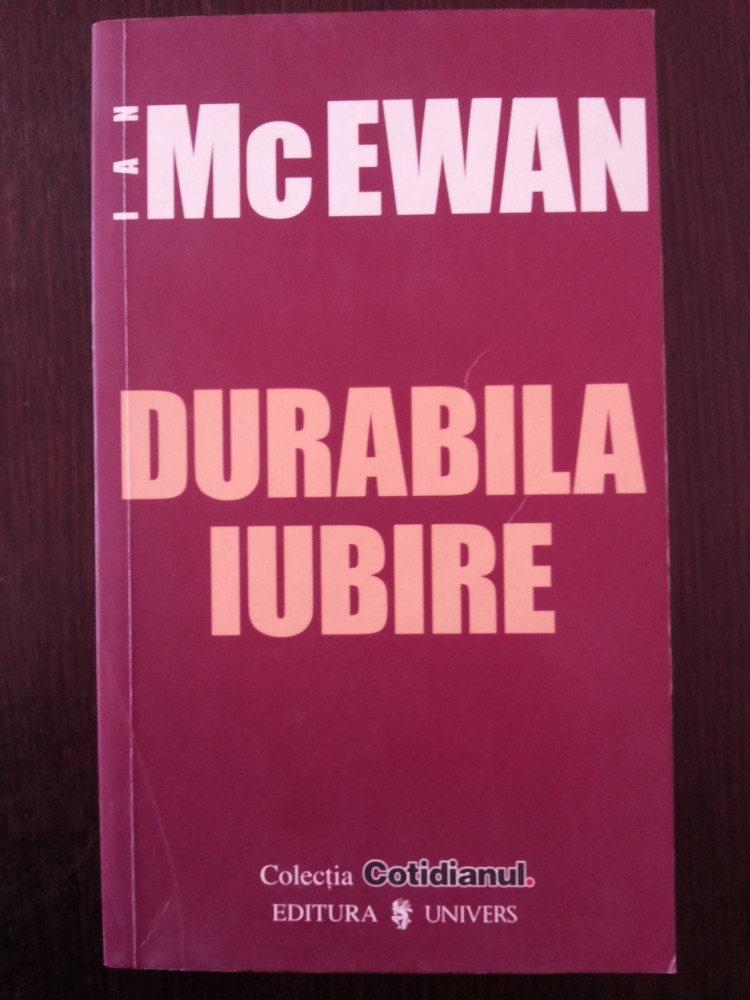 IAN
McEWAN
DURABILA
IUBIRE
Colecția Cotidianul.
EDITURA UNIVERS